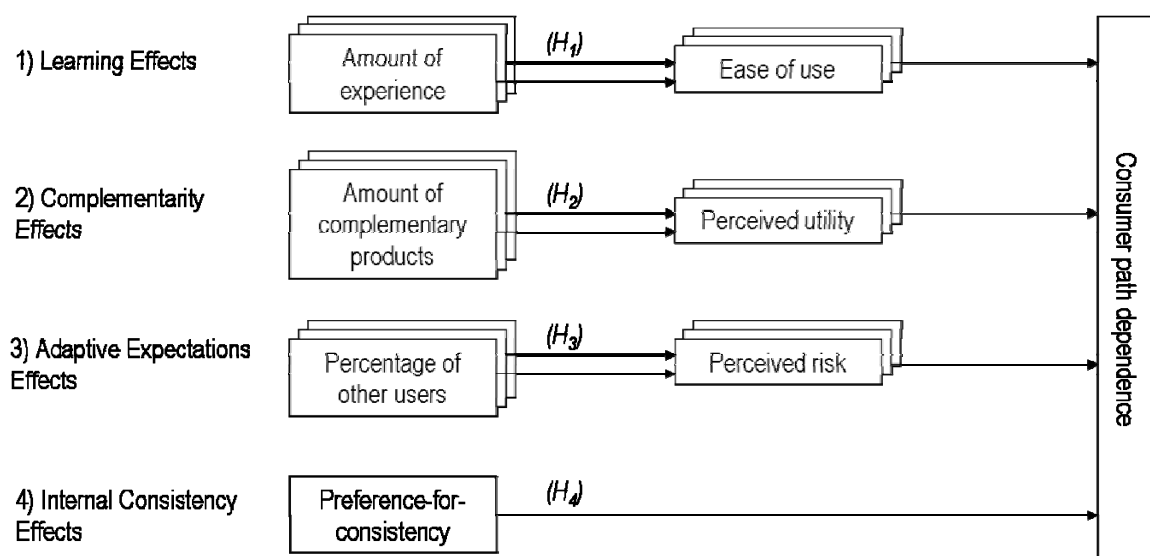 1) Learning Effects
Amount of
experience
(H1)
Ease of use
2) Complementarity
Effects
Amount of
complementary
products
(H2)
Perceived utility
3) Adaptive Expectations
Effects
Percentage of
other users
(H3)
Perceived risk
4) Internal Consistency
Effects
Preference-for-
consistency
(H4)
Consumer path dependence